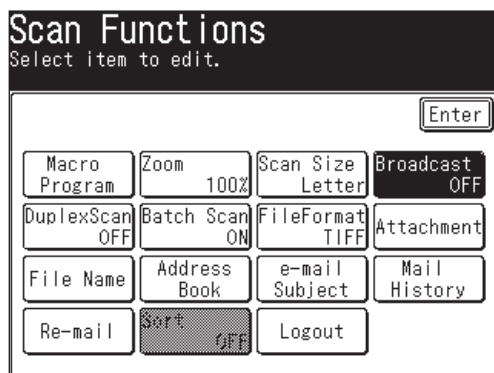 Scan Functions
Select item to edit.
Enter
Macro Program
Zoom 100%
Scan Size Letter
Broadcast OFF
DuplexScan OFF
Batch Scan ON
FileFormat TIFF
Attachment
File Name
Address Book
e-mail Subject
Mail History
Re-mail
Sort OFF
Logout